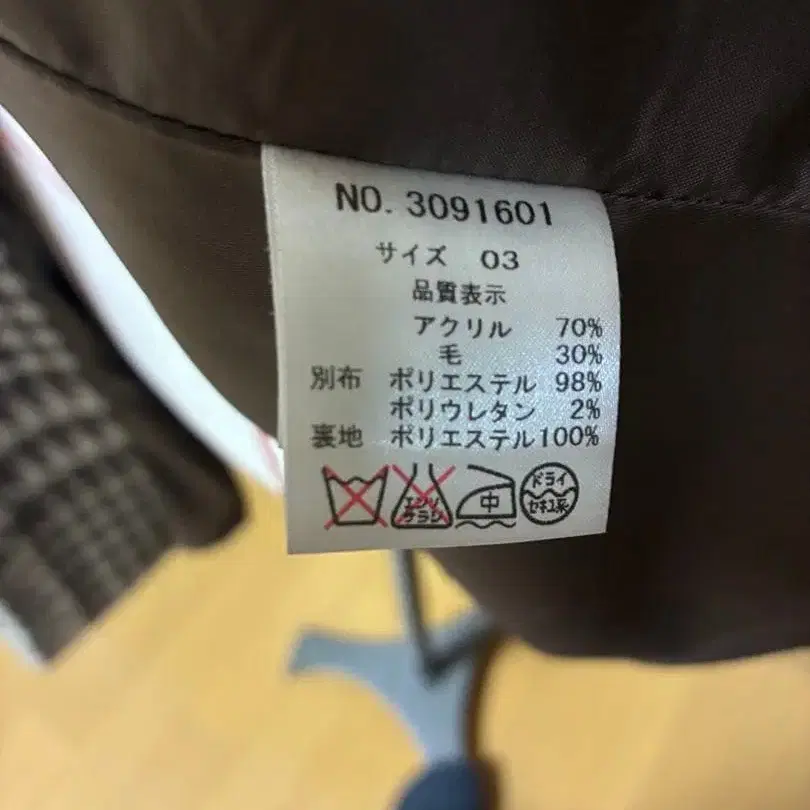 NO. 3091601
サイズ 03
品質表示
アクリル 70%
毛 30%
別布 ポリエステル 98%
ポリウレタン 2%
裏地 ポリエステル100%
エンソ
サラシ
中
ドライ
セキユ系